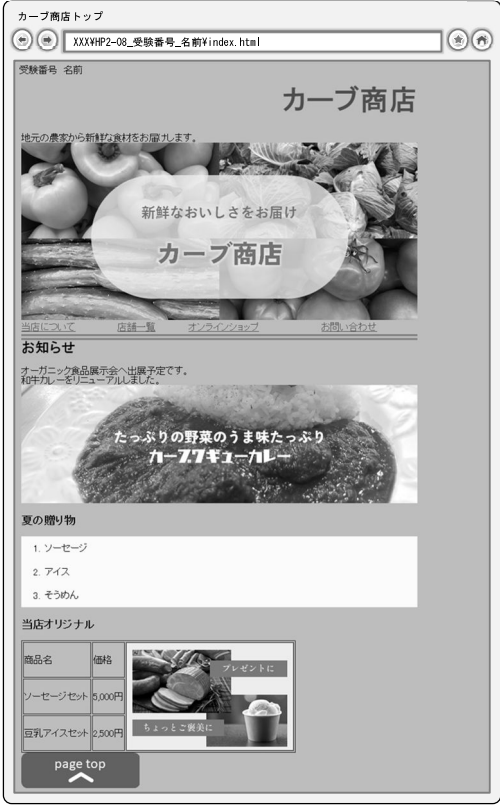 カーブ商店トップ
XXX¥HP2-08_受験番号_名前¥index.html
受験番号 名前
カーブ商店
地元の農家から新鮮な食材をお届けします。
新鮮なおいしさをお届け
カーブ商店
当店について 店舗一覧 オンラインショップ お問い合わせ
お知らせ
オーガニック食品展示会へ出展予定です。
和牛カレーをリニューアルしました。
たっぷりの野菜のうま味たっぷり
カーブワギューカレー
夏の贈り物
1. ソーセージ
2. アイス
3. そうめん
当店オリジナル
商品名 価格
ソーセージセット 5,000円
豆乳アイスセット 2,500円
プレゼントに
ちょっとご褒美に
page top